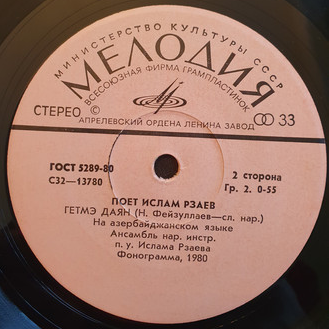 МИНИСТЕРСТВО КУЛЬТУРЫ СССР
МЕЛОДИЯ
ВСЕСОЮЗНАЯ ФИРМА ГРАМПЛАСТИНОК
СТЕРЕО Ⓟ
33
АПРЕЛЕВСКИЙ ОРДЕНА ЛЕНИНА ЗАВОД
ГОСТ 5289-80
С32—13780
2 сторона
Гр. 2. 0-55
ПОЕТ ИСЛАМ РЗАЕВ
ГЕТМЭ ДАЯН (Н. Фейзуллаев—сл. нар.)
На азербайджанском языке
Ансамбль нар. инстр.
п. у. Ислама Рзаева
Фонограмма, 1980